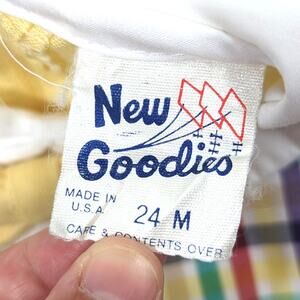 New
Goodies
MADE IN
U.S.A.
24 M
CARE & CONTENTS OVER